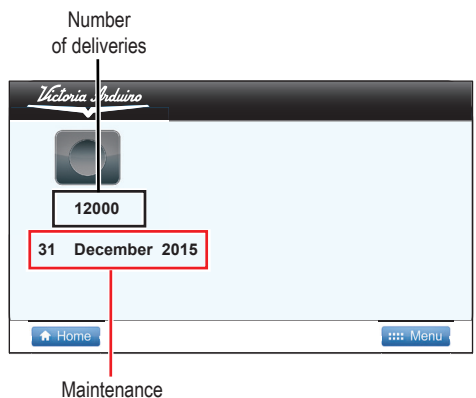 Number
of deliveries
Victoria Arduino
12000
31 December 2015
Home
Menu
Maintenance